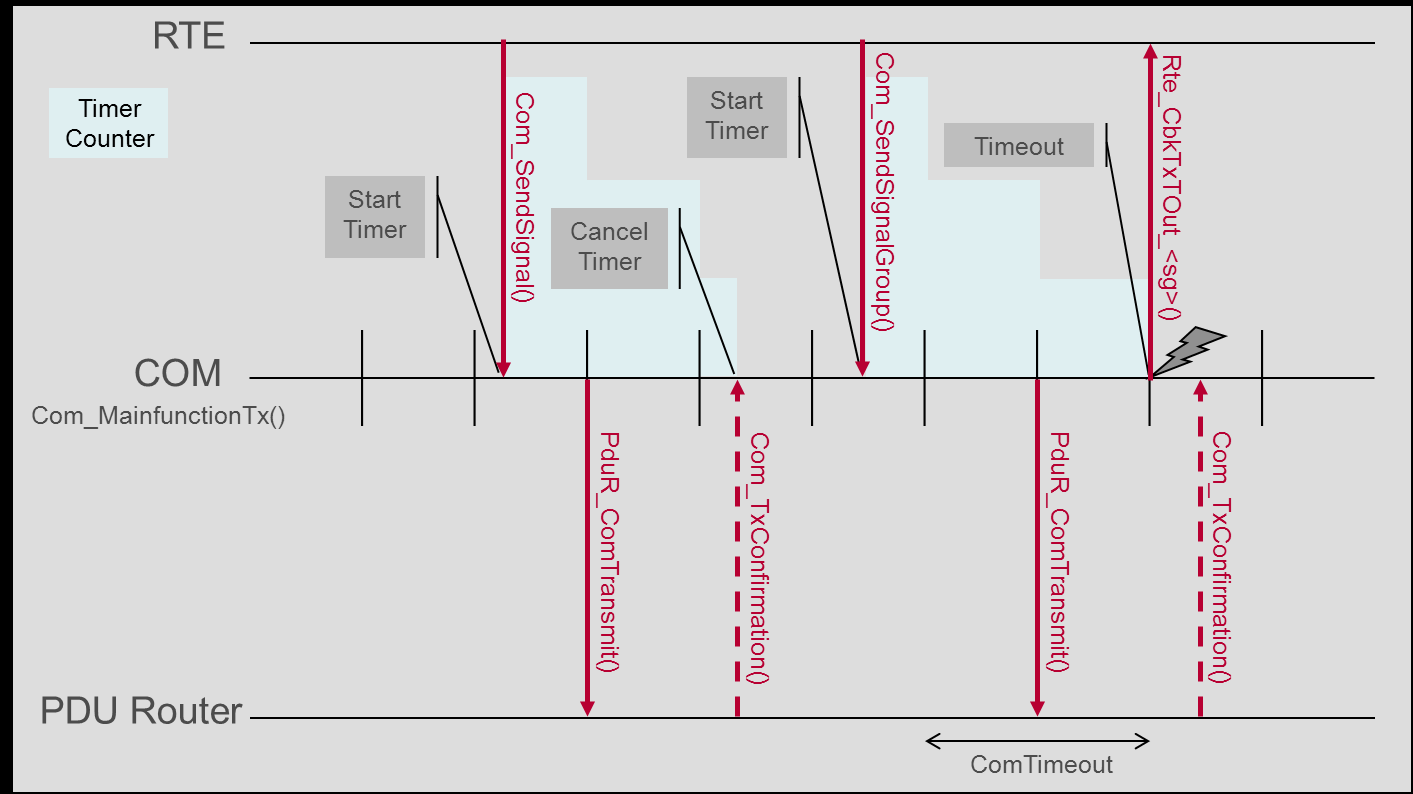 RTE
Timer
Counter
Start
Timer
Com_SendSignal()
Cancel
Timer
Start
Timer
Com_SendSignalGroup()
Timeout
Rte_CbkTxTOut_<sg>()
COM
Com_MainfunctionTx()
PduR_ComTransmit()
Com_TxConfirmation()
PduR_ComTransmit()
Com_TxConfirmation()
PDU Router
ComTimeout